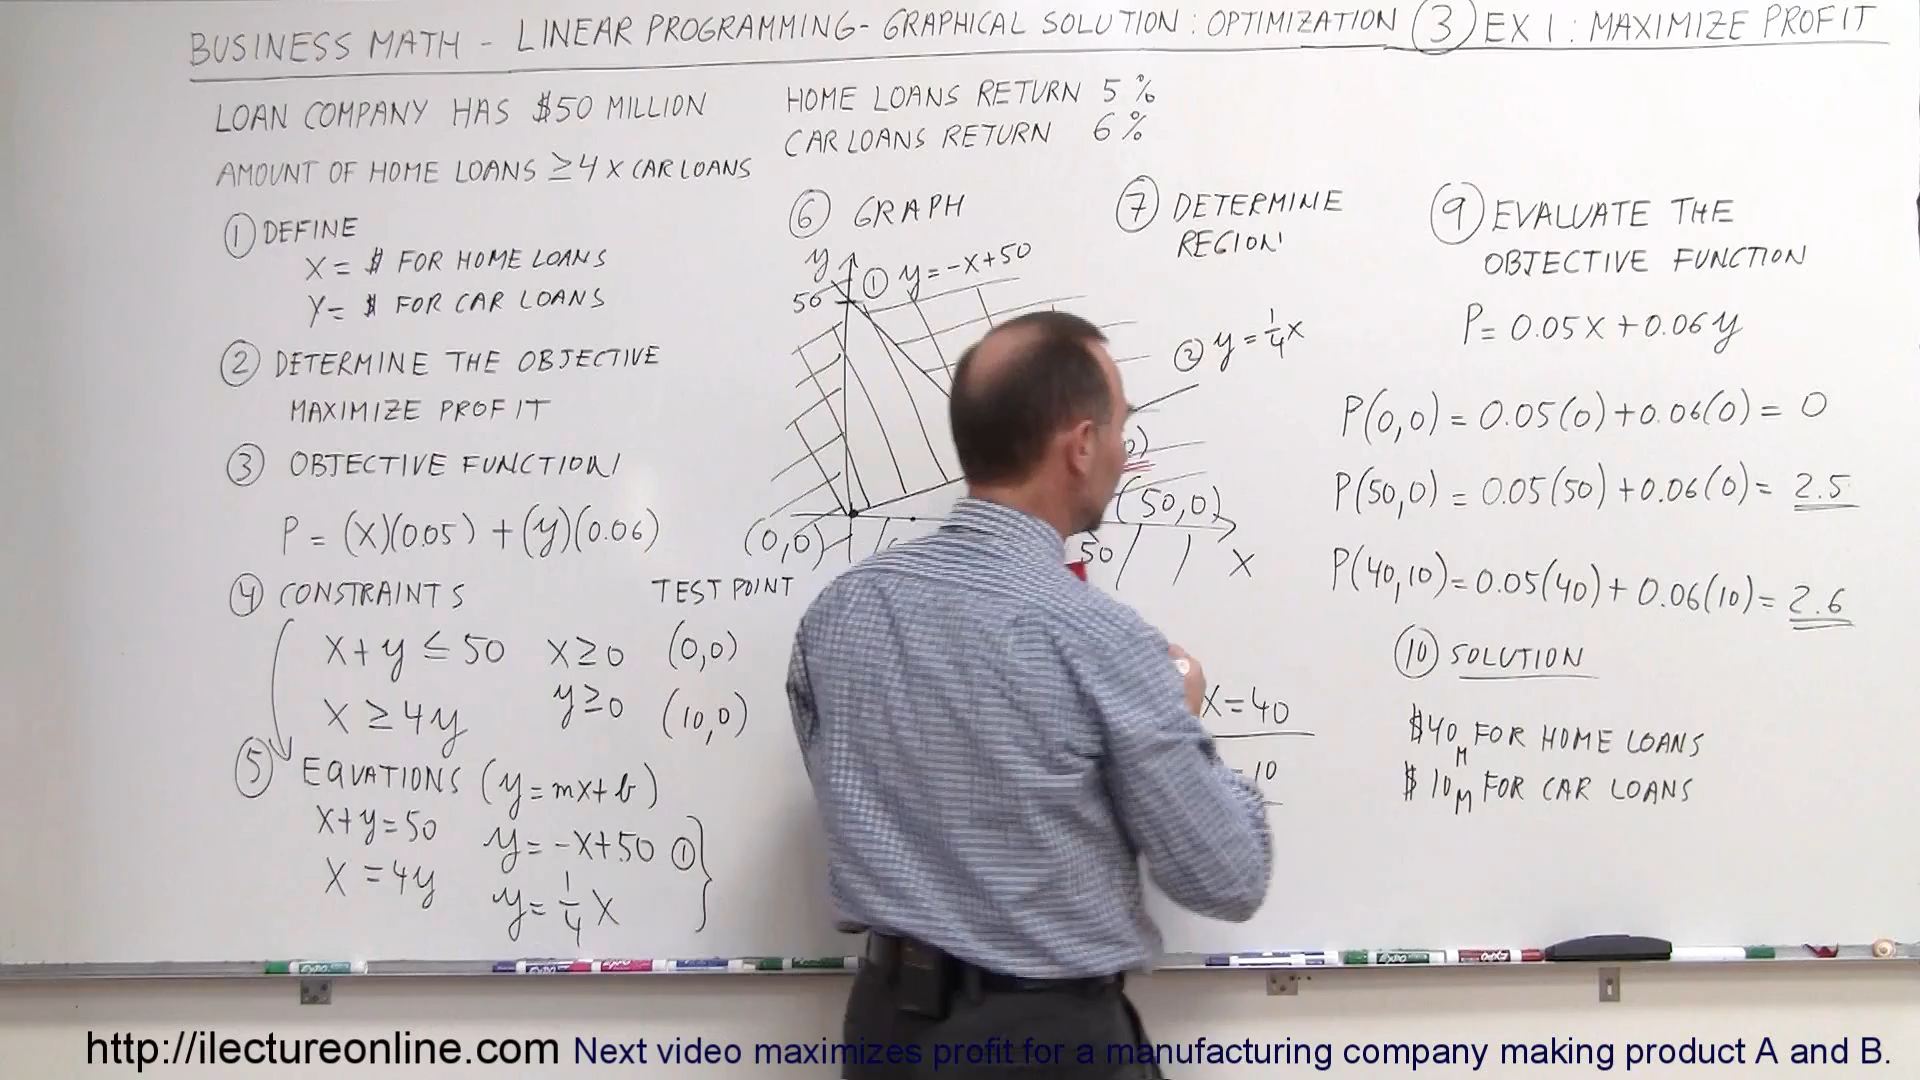 BUSINESS MATH - LINEAR PROGRAMMING - GRAPHICAL SOLUTION : OPTIMIZATION ③ EX 1 : MAXIMIZE PROFIT
LOAN COMPANY HAS $50 MILLION
AMOUNT OF HOME LOANS ≥ 4 x CAR LOANS
HOME LOANS RETURN 5 %
CAR LOANS RETURN 6 %
① DEFINE
X = $ FOR HOME LOANS
Y = $ FOR CAR LOANS
② DETERMINE THE OBJECTIVE
MAXIMIZE PROFIT
③ OBJECTIVE FUNCTION
P = (x)(0.05) + (y)(0.06)
④ CONSTRAINTS
TEST POINT
x + y ≤ 50 x ≥ 0 (0,0)
x ≥ 4y y ≥ 0 (10,0)
⑤ EQUATIONS (y = mx + b)
x + y = 50 y = -x + 50 ①
x = 4y y = 1/4 x
⑥ GRAPH
y
① y = -x + 50
50
② y = 1/4 x
(50,0)
(0,0)
50
X
⑦ DETERMINE
REGION
X = 40
10
⑨ EVALUATE THE
OBJECTIVE FUNCTION
P = 0.05x + 0.06y
P(0,0) = 0.05(0) + 0.06(0) = 0
P(50,0) = 0.05(50) + 0.06(0) = 2.5
P(40,10) = 0.05(40) + 0.06(10) = 2.6
⑩ SOLUTION
$40M FOR HOME LOANS
$10M FOR CAR LOANS
http://ilectureonline.com Next video maximizes profit for a manufacturing company making product A and B.